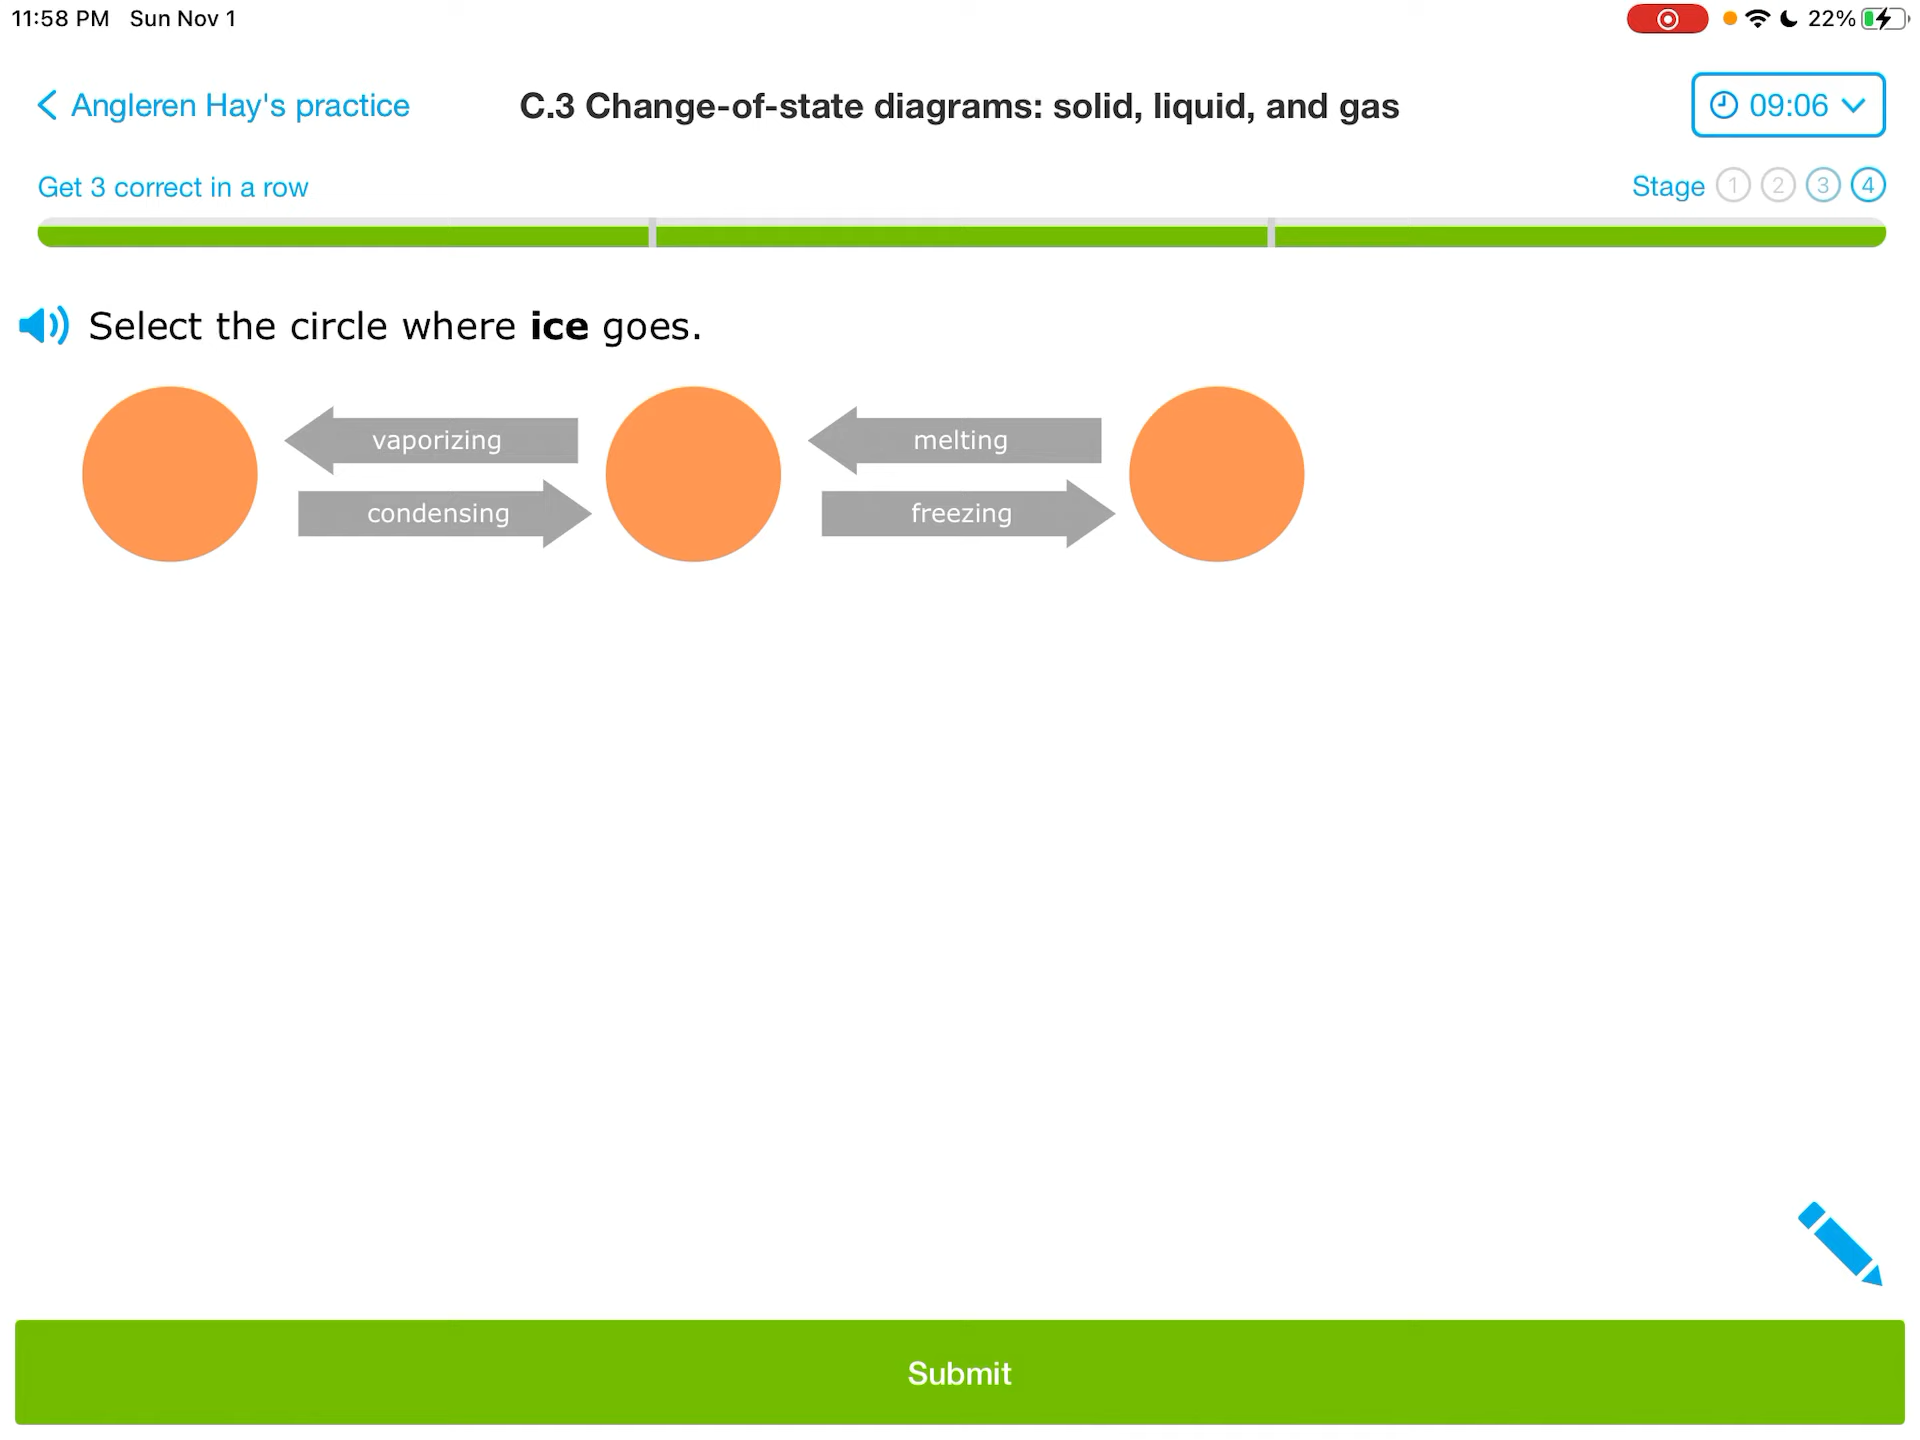 11:58 PM Sun Nov 1 22%
Angleren Hay's practice C.3 Change-of-state diagrams: solid, liquid, and gas 09:06
Get 3 correct in a row Stage 1 2 3 4
Select the circle where ice goes.
vaporizing melting
condensing freezing
Submit